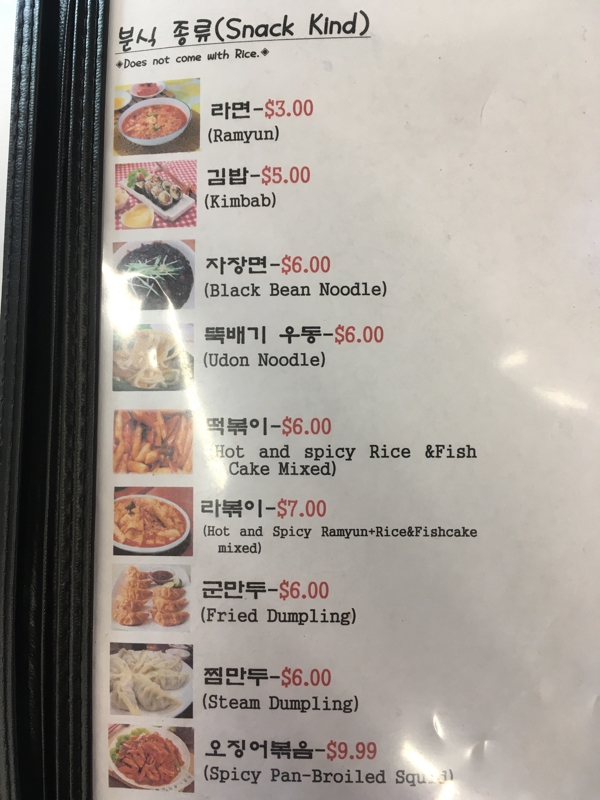 분식 종류(Snack Kind)
◈Does not come with Rice.◈
라면-$3.00
(Ramyun)
김밥-$5.00
(Kimbab)
자장면-$6.00
(Black Bean Noodle)
뚝배기 우동-$6.00
(Udon Noodle)
떡볶이-$6.00
(Hot and spicy Rice &Fish
Cake Mixed)
라볶이-$7.00
(Hot and Spicy Ramyun+Rice&Fishcake
mixed)
군만두-$6.00
(Fried Dumpling)
찜만두-$6.00
(Steam Dumpling)
오징어볶음-$9.99
(Spicy Pan-Broiled Squid)